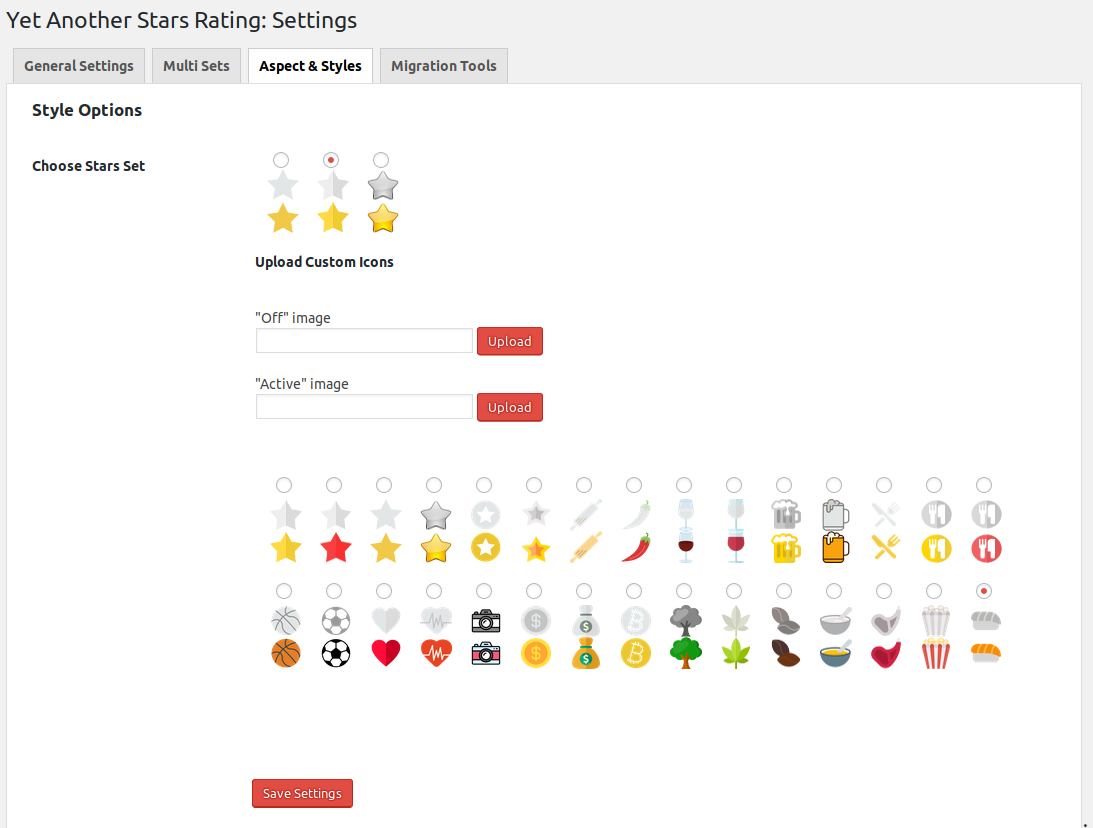 Yet Another Stars Rating: Settings
General Settings Multi Sets Aspect & Styles Migration Tools
Style Options
Choose Stars Set
Upload Custom Icons
"Off" image
Upload
"Active" image
Upload
Save Settings